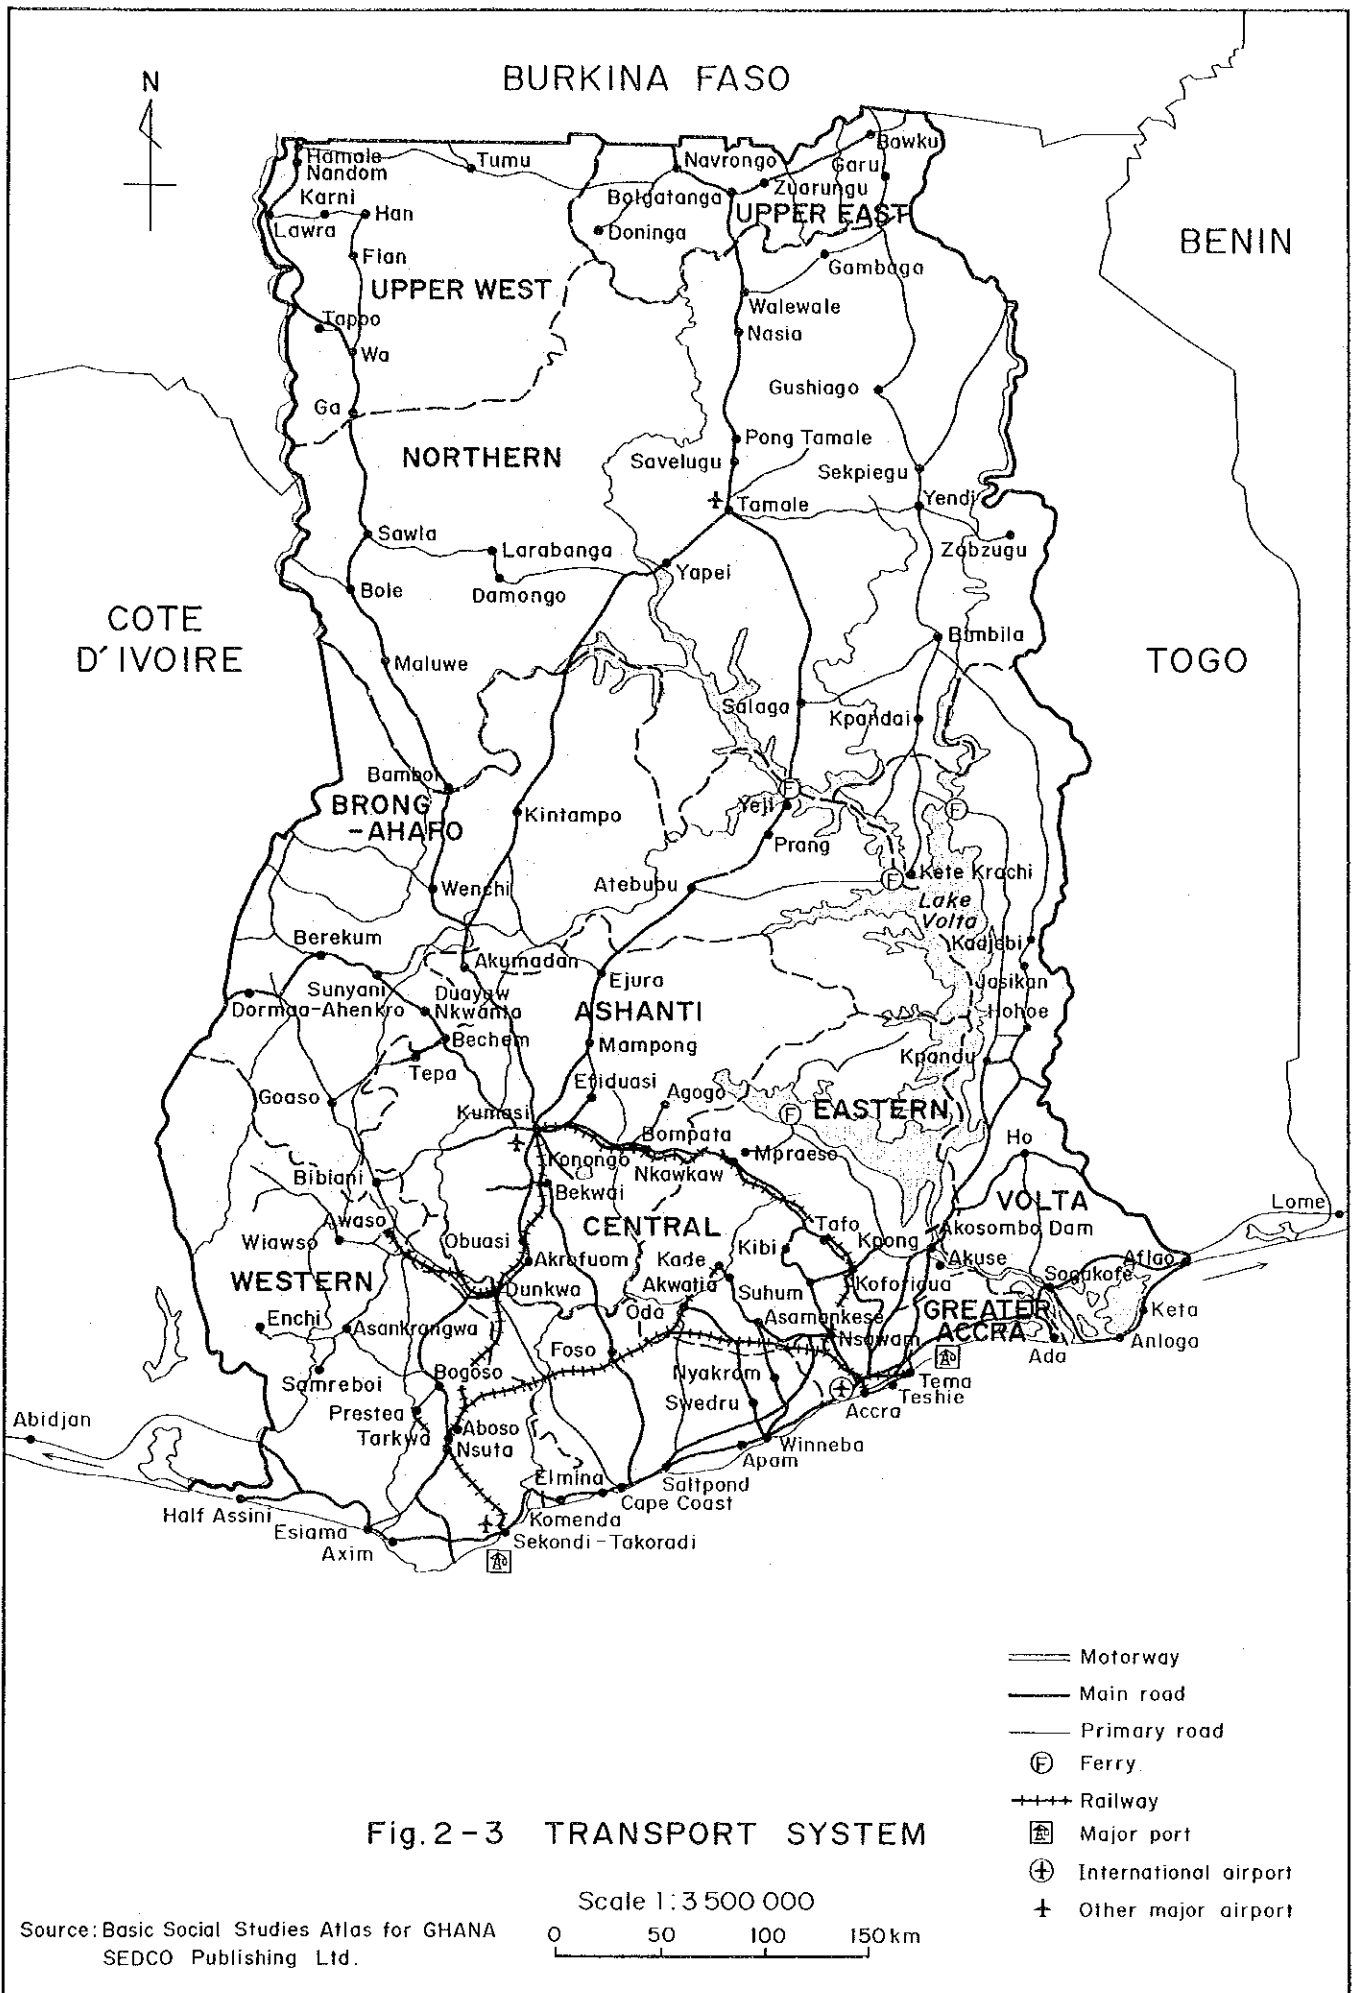 BURKINA FASO
N
Hamale
Nandom
Tumu
Navrongo
Bawku
Garu
Karni
Han
Bolgatanga
Zuarungu
UPPER EAST
Lawra
Doninga
BENIN
Fian
Gambaga
UPPER WEST
Walewale
Tappo
Nasia
Wa
Gushiago
Ga
Pong Tamale
NORTHERN
Savelugu
Sekpiegu
Tamale
Yendi
Sawla
Larabanga
Zabzugu
Yapei
Bole
Damongo
COTE
D'IVOIRE
Bimbila
Maluwe
TOGO
Salaga
Kpandai
Bamboi
BRONG
-AHAFO
Kintampo
Yeji
F
F
Prang
Wenchi
Atebubu
F
Kete Krachi
Lake
Volta
Berekum
Kadjebi
Akumadan
Ejura
Jasikan
Sunyani
Duayaw
Nkwanta
Dormaa-Ahenkro
ASHANTI
Hohoe
Bechem
Mampong
Kpandu
Tepa
Efiduasi
Agogo
Goaso
F
EASTERN
Kumasi
Bompata
Ho
Konongo
Nkawkaw
Mpraeso
Bibiani
Bekwai
VOLTA
Lome
Awaso
CENTRAL
Tafo
Akosombo Dam
Wiawso
Obuasi
Kibi
Kpong
Akrofuom
Kade
Akuse
Aflao
WESTERN
Dunkwa
Akwatia
Suhum
Koforidua
Sogakofe
Oda
Asamankese
GREATER
ACCRA
Keta
Enchi
Asankrangwa
Nsawam
Foso
Ada
Anloga
Samreboi
Bogoso
Nyakrom
Tema
Teshie
Prestea
Swedru
Accra
Abidjan
Aboso
Tarkwa
Nsuta
Winneba
Apam
Elmina
Saltpond
Cape Coast
Half Assini
Komenda
Esiama
Axim
Sekondi-Takoradi
Motorway
Main road
Primary road
F Ferry
Railway
Major port
International airport
Other major airport
Fig.2-3 TRANSPORT SYSTEM
Scale 1:3 500 000
0 50 100 150km
Source: Basic Social Studies Atlas for GHANA
SEDCO Publishing Ltd.